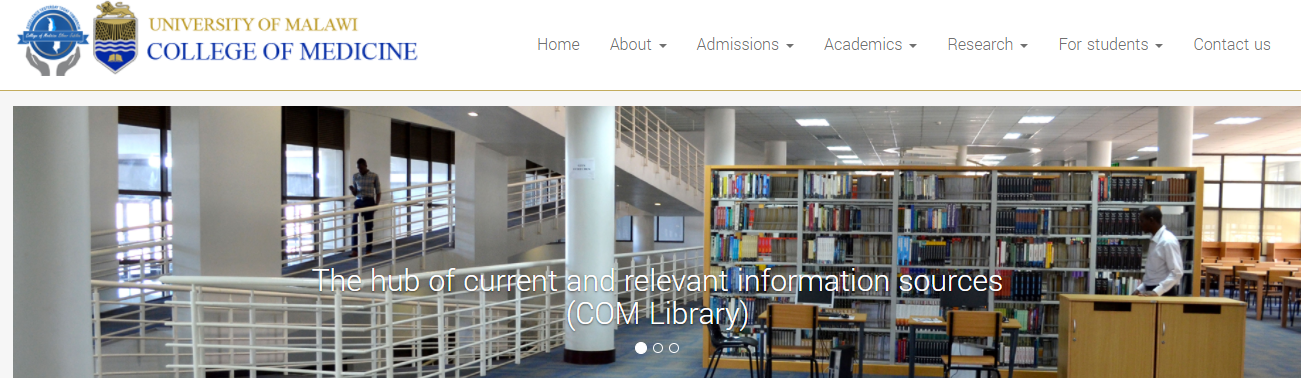 UNIVERSITY OF MALAWI
COLLEGE OF MEDICINE
Home About Admissions Academics Research For students Contact us
The hub of current and relevant information sources
(COM Library)